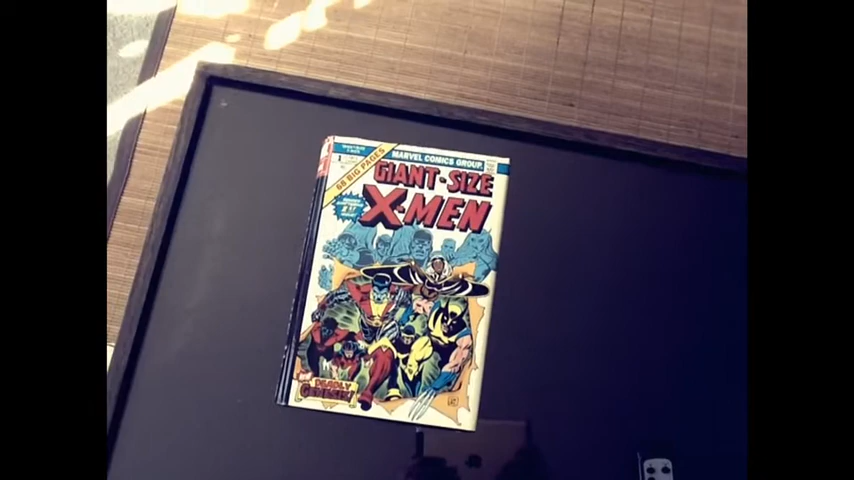 MARVEL COMICS GROUP
68 BIG PAGES
GIANT-SIZE
X-MEN
DEADLY
GENESIS!